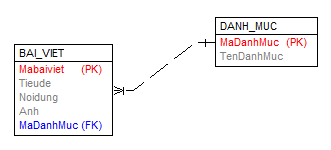 DANH_MUC
MaDanhMuc (PK)
TenDanhMuc
BAI_VIET
Mabaiviet (PK)
Tieude
Noidung
Anh
MaDanhMuc (FK)